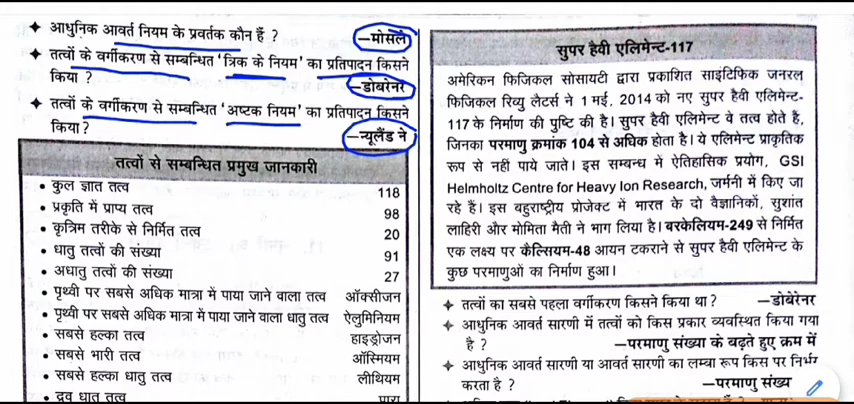 ✦ आधुनिक आवर्त नियम के प्रवर्तक कौन हैं ? —मोसले
✦ तत्वों के वर्गीकरण से सम्बन्धित ‘त्रिक के नियम’ का प्रतिपादन किसने
किया ? —डोबरेनर
✦ तत्वों के वर्गीकरण से सम्बन्धित ‘अष्टक नियम’ का प्रतिपादन किसने
किया? —न्यूलैंड ने
तत्वों से सम्बन्धित प्रमुख जानकारी
• कुल ज्ञात तत्व 118
• प्रकृति में प्राप्य तत्व 98
• कृत्रिम तरीके से निर्मित तत्व 20
• धातु तत्वों की संख्या 91
• अधातु तत्वों की संख्या 27
• पृथ्वी पर सबसे अधिक मात्रा में पाया जाने वाला तत्व ऑक्सीजन
• पृथ्वी पर सबसे अधिक मात्रा में पाया जाने वाला धातु तत्व ऐलुमिनियम
• सबसे हल्का तत्व हाइड्रोजन
• सबसे भारी तत्व ऑस्मियम
• सबसे हल्का धातु तत्व लीथियम
• द्रव धातु तत्व पारा
सुपर हैवी एलिमेन्ट-117
अमेरिकन फिजिकल सोसायटी द्वारा प्रकाशित साइंटिफिक जनरल
फिजिकल रिव्यु लैटर्स ने 1 मई, 2014 को नए सुपर हैवी एलिमेन्ट-
117 के निर्माण की पुष्टि की है। सुपर हैवी एलिमेन्ट वे तत्व होते हैं,
जिनका परमाणु क्रमांक 104 से अधिक होता है। ये एलिमेन्ट प्राकृतिक
रूप से नहीं पाये जाते। इस सम्बन्ध में ऐतिहासिक प्रयोग, GSI
Helmholtz Centre for Heavy Ion Research, जर्मनी में किए जा
रहे हैं। इस बहुराष्ट्रीय प्रोजेक्ट में भारत के दो वैज्ञानिकों, सुशांत
लाहिरी और मोमिता मैती ने भाग लिया है। बरकेलियम-249 से निर्मित
एक लक्ष्य पर कैल्सियम-48 आयन टकराने से सुपर हैवी एलिमेन्ट के
कुछ परमाणुओं का निर्माण हुआ।
✦ तत्वों का सबसे पहला वर्गीकरण किसने किया था ? —डोबेरेनर
✦ आधुनिक आवर्त सारणी में तत्वों को किस प्रकार व्यवस्थित किया गया
है ? —परमाणु संख्या के बढ़ते हुए क्रम में
✦ आधुनिक आवर्त सारणी या आवर्त सारणी का लम्बा रूप किस पर निर्भर
करता है ? —परमाणु संख्य